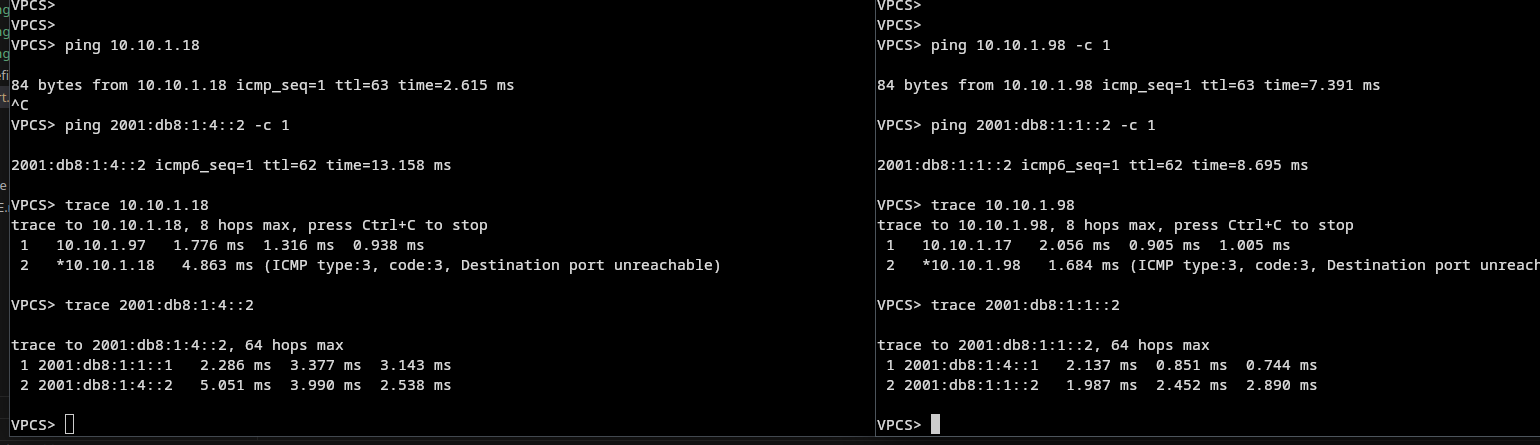 VPCS>
VPCS>
VPCS> ping 10.10.1.18
84 bytes from 10.10.1.18 icmp_seq=1 ttl=63 time=2.615 ms
^C
VPCS> ping 2001:db8:1:4::2 -c 1
2001:db8:1:4::2 icmp6_seq=1 ttl=62 time=13.158 ms
VPCS> trace 10.10.1.18
trace to 10.10.1.18, 8 hops max, press Ctrl+C to stop
1 10.10.1.97 1.776 ms 1.316 ms 0.938 ms
2 *10.10.1.18 4.863 ms (ICMP type:3, code:3, Destination port unreachable)
VPCS> trace 2001:db8:1:4::2
trace to 2001:db8:1:4::2, 64 hops max
1 2001:db8:1:1::1 2.286 ms 3.377 ms 3.143 ms
2 2001:db8:1:4::2 5.051 ms 3.990 ms 2.538 ms
VPCS>
VPCS>
VPCS>
VPCS> ping 10.10.1.98 -c 1
84 bytes from 10.10.1.98 icmp_seq=1 ttl=63 time=7.391 ms
VPCS> ping 2001:db8:1:1::2 -c 1
2001:db8:1:1::2 icmp6_seq=1 ttl=62 time=8.695 ms
VPCS> trace 10.10.1.98
trace to 10.10.1.98, 8 hops max, press Ctrl+C to stop
1 10.10.1.17 2.056 ms 0.905 ms 1.005 ms
2 *10.10.1.98 1.684 ms (ICMP type:3, code:3, Destination port unreach
VPCS> trace 2001:db8:1:1::2
trace to 2001:db8:1:1::2, 64 hops max
1 2001:db8:1:4::1 2.137 ms 0.851 ms 0.744 ms
2 2001:db8:1:1::2 1.987 ms 2.452 ms 2.890 ms
VPCS>